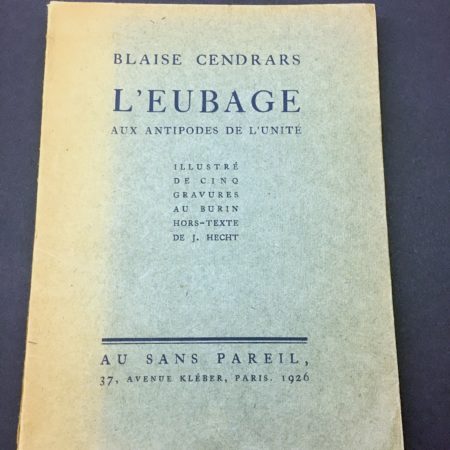 BLAISE CENDRARS
L'EUBAGE
AUX ANTIPODES DE L'UNITÉ
ILLUSTRÉ
DE CINQ
GRAVURES
AU BURIN
HORS-TEXTE
DE J. HECHT
AU SANS PAREIL,
37, AVENUE KLÉBER, PARIS. 1926